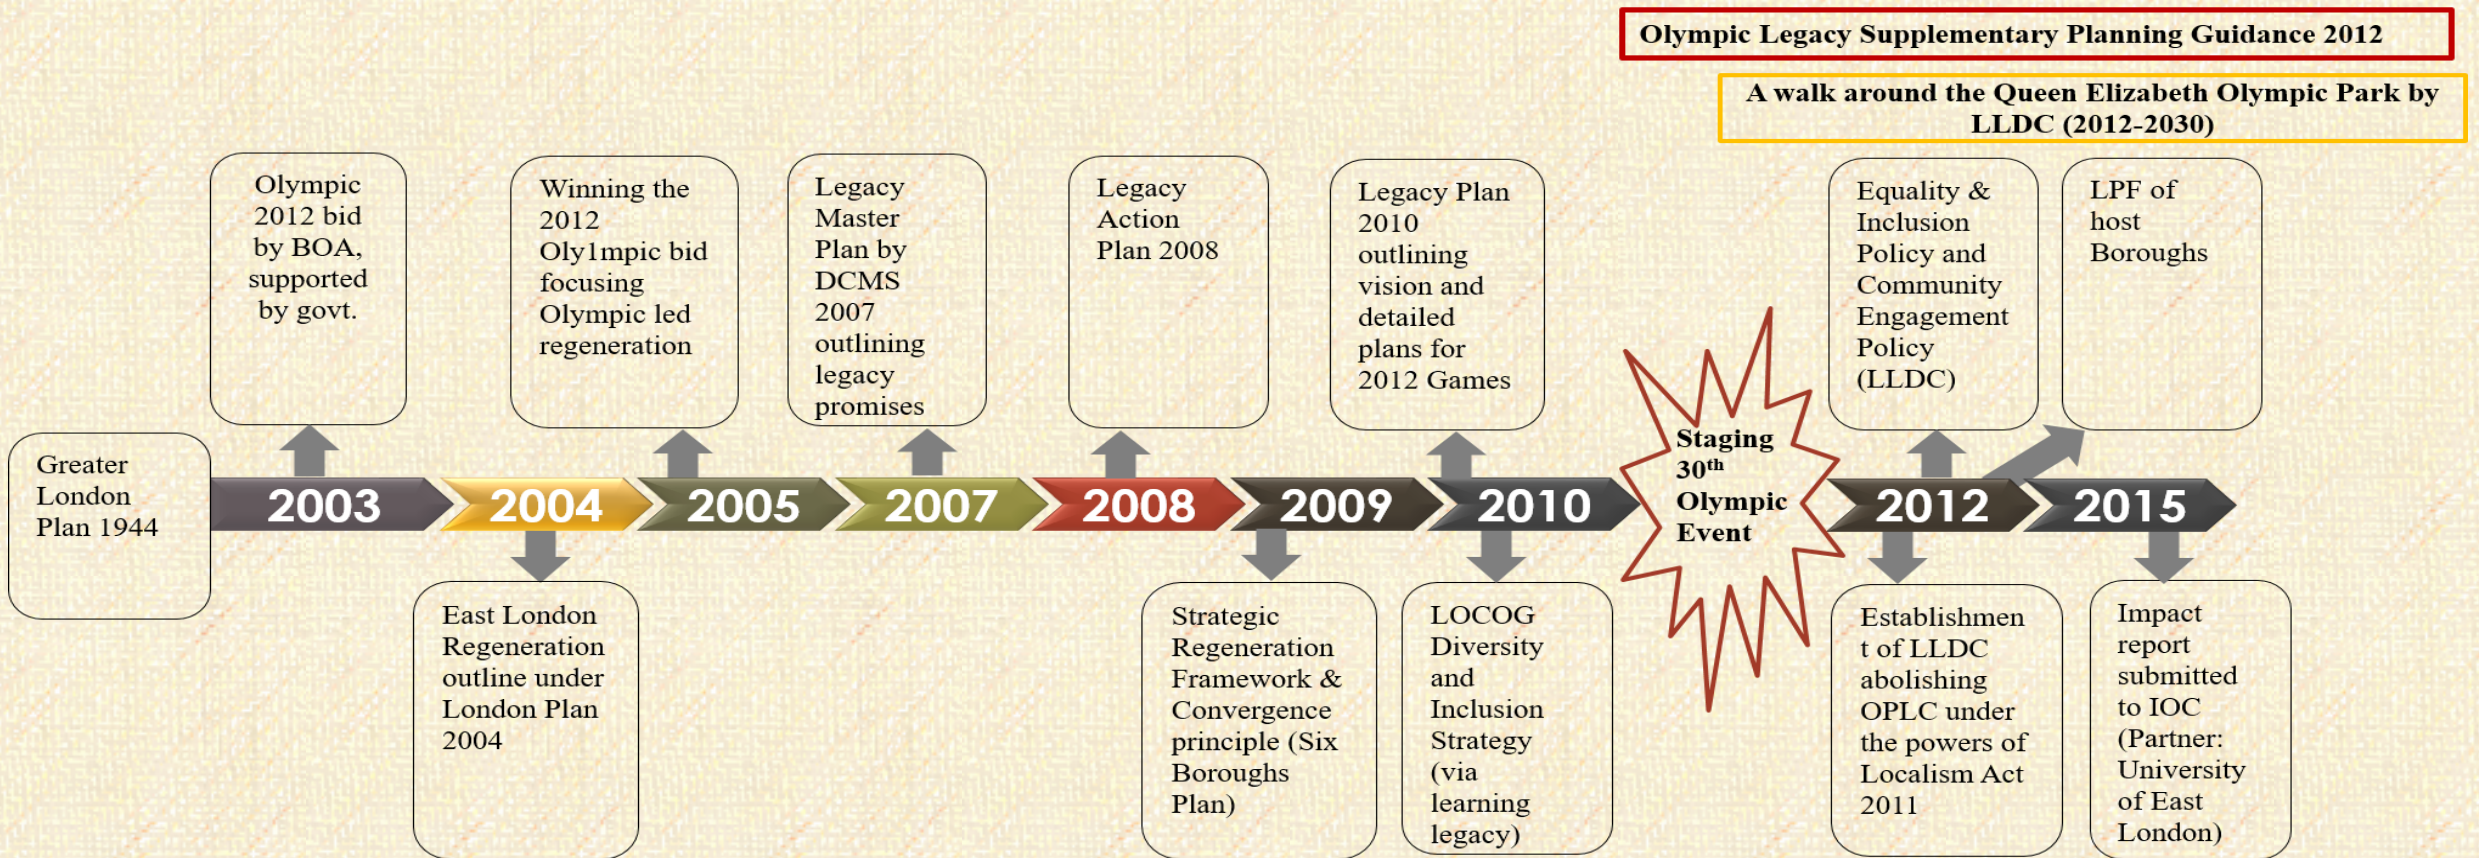 Olympic Legacy Supplementary Planning Guidance 2012
A walk around the Queen Elizabeth Olympic Park by
LLDC (2012-2030)
Olympic
2012 bid
by BOA,
supported
by govt.
Winning the
2012
Oly1mpic bid
focusing
Olympic led
regeneration
Legacy
Master
Plan by
DCMS
2007
outlining
legacy
promises
Legacy
Action
Plan 2008
Legacy Plan
2010
outlining
vision and
detailed
plans for
2012 Games
Equality &
Inclusion
Policy and
Community
Engagement
Policy
(LLDC)
LPF of
host
Boroughs
Greater
London
Plan 1944
2003
2004
2005
2007
2008
2009
2010
Staging
30th
Olympic
Event
2012
2015
East London
Regeneration
outline under
London Plan
2004
Strategic
Regeneration
Framework &
Convergence
principle (Six
Boroughs
Plan)
LOCOG
Diversity
and
Inclusion
Strategy
(via
learning
legacy)
Establishmen
t of LLDC
abolishing
OPLC under
the powers of
Localism Act
2011
Impact
report
submitted
to IOC
(Partner:
University
of East
London)